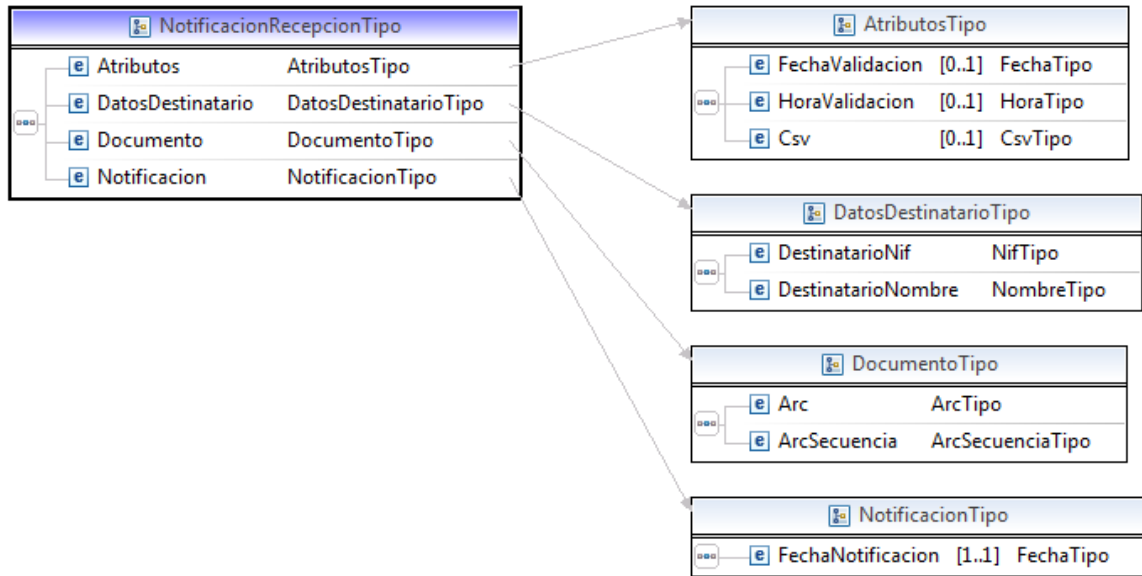 NotificacionRecepcionTipo
e Atributos AtributosTipo
e DatosDestinatario DatosDestinatarioTipo
e Documento DocumentoTipo
e Notificacion NotificacionTipo
AtributosTipo
e FechaValidacion [0..1] FechaTipo
e HoraValidacion [0..1] HoraTipo
e Csv [0..1] CsvTipo
DatosDestinatarioTipo
e DestinatarioNif NifTipo
e DestinatarioNombre NombreTipo
DocumentoTipo
e Arc ArcTipo
e ArcSecuencia ArcSecuenciaTipo
NotificacionTipo
e FechaNotificacion [1..1] FechaTipo